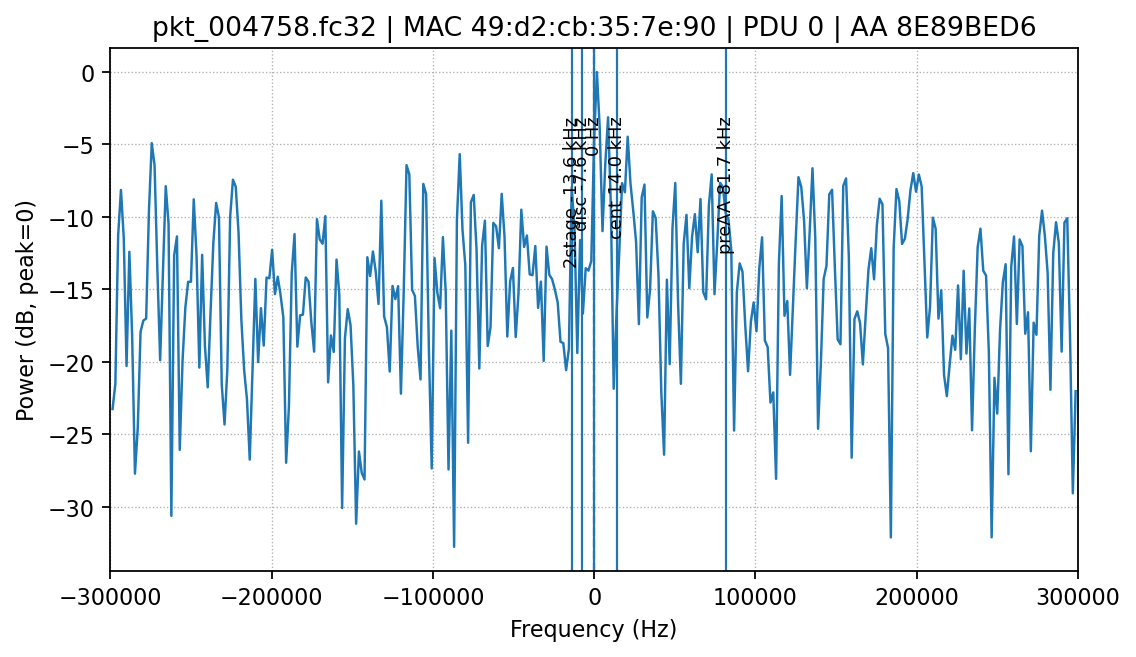 pkt_004758.fc32 | MAC 49:d2:cb:35:7e:90 | PDU 0 | AA 8E89BED6
Power (dB, peak=0)
0
−5
−10
−15
−20
−25
−30
2stage -13.6 kHz
disc -7.6 kHz
0 Hz
cent 14.0 kHz
preAA 81.7 kHz
−300000
−200000
−100000
0
100000
200000
300000
Frequency (Hz)